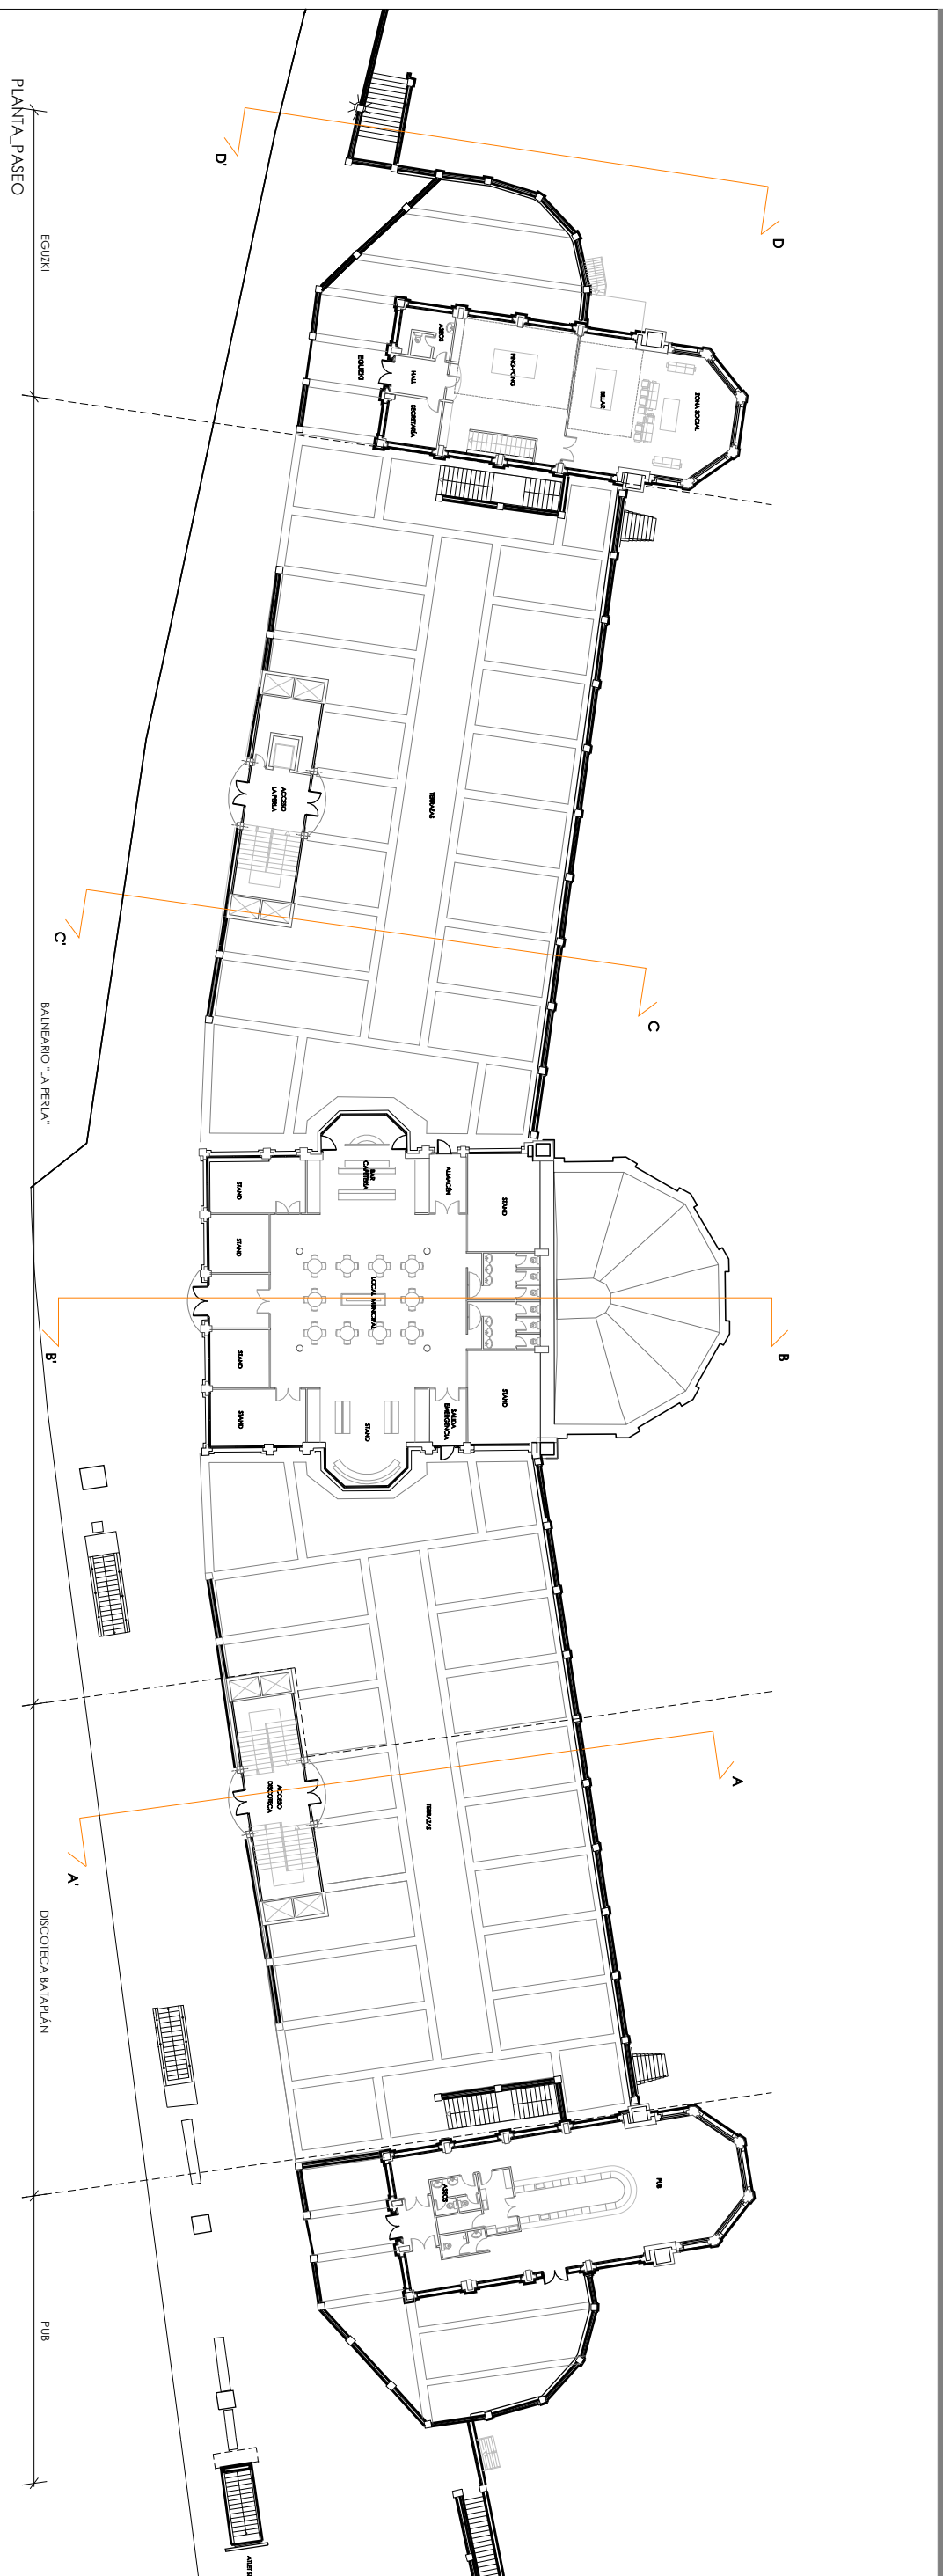 PLANTA_PASEO
EGUZKI
BALNEARIO "LA PERLA"
DISCOTECA BATAPLÁN
PUB
D'
D
C'
C
B'
B
A'
A
ASEOS
HALL
SECRETARÍA
EGUZKI
PING-PONG
BILLAR
ZONA SOCIAL
TERRAZAS
ACCESO
LA PERLA
STAND
STAND
STAND
STAND
BAR
CAFETERÍA
ALMACÉN
STAND
LOCAL MUNICIPAL
STAND
SALIDA
EMERGENCIA
STAND
TERRAZAS
ACCESO
DISCOTECA
ASEOS
PUB